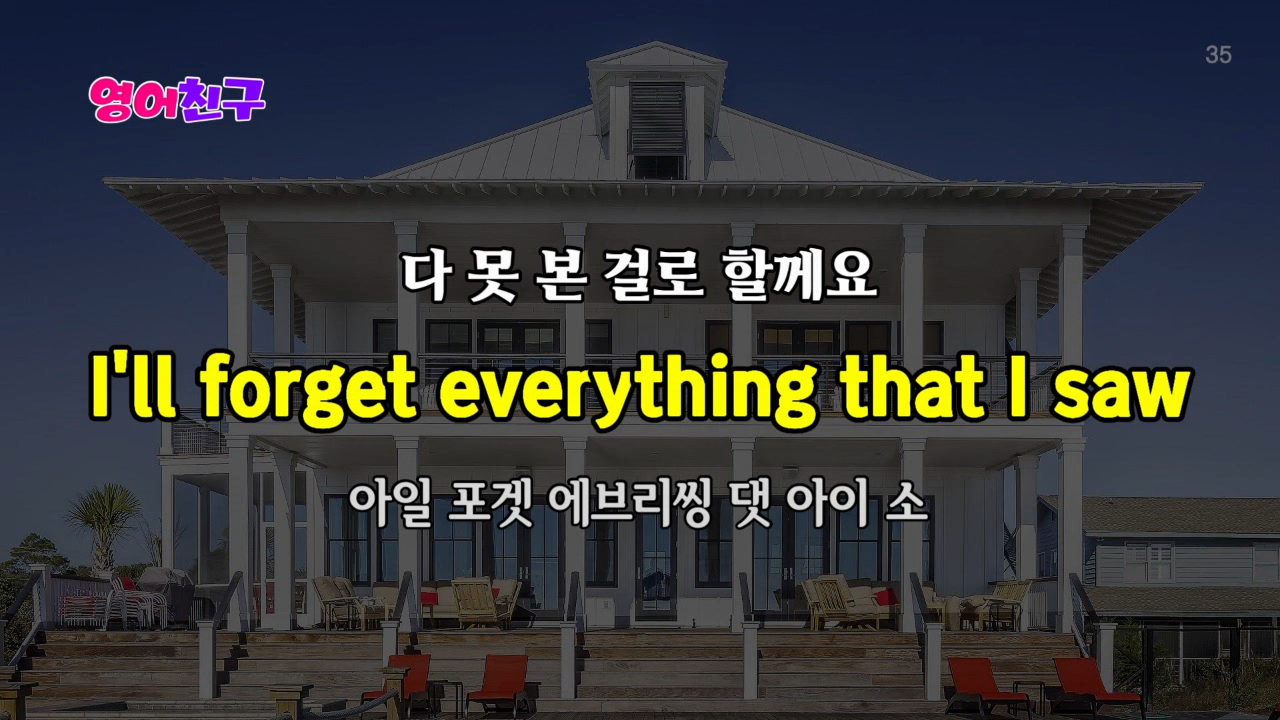 35
영어친구
다 못 본 걸로 할께요
I'll forget everything that I saw
아일 포겟 에브리씽 댓 아이 소